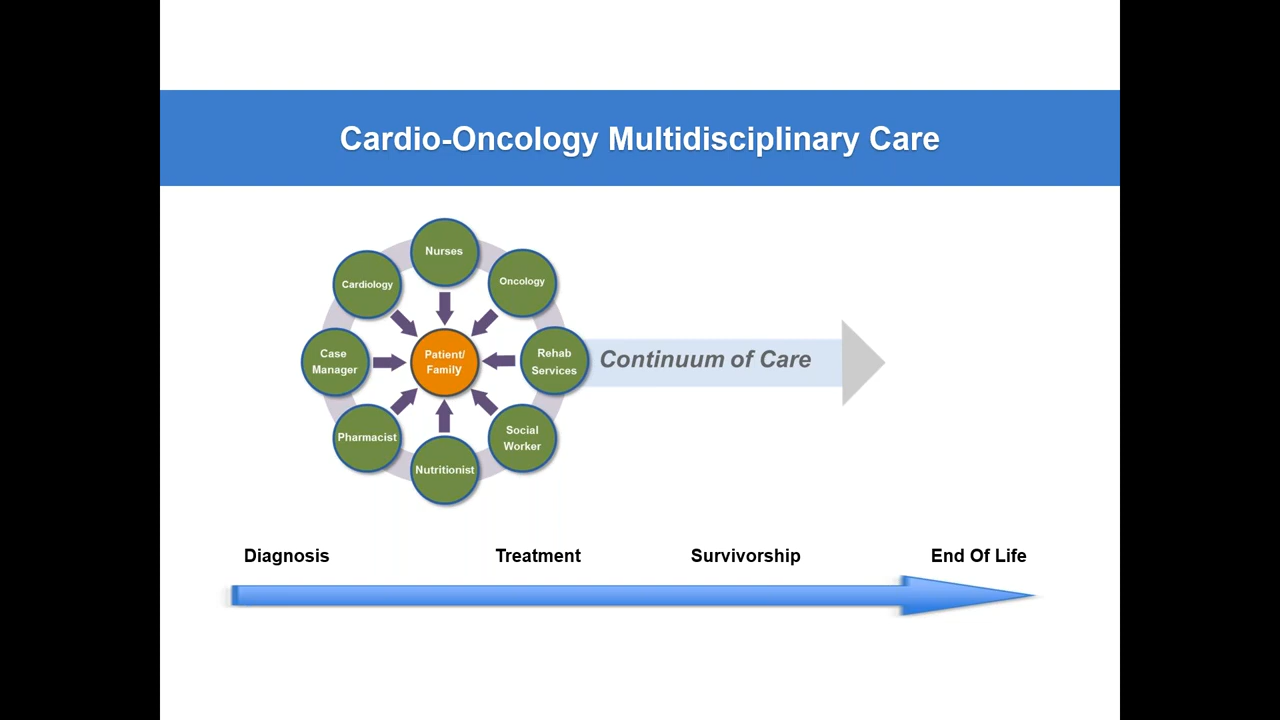 Cardio-Oncology Multidisciplinary Care
Nurses
Cardiology
Oncology
Case
Manager
Patient/
Family
Rehab
Services
Continuum of Care
Pharmacist
Social
Worker
Nutritionist
Diagnosis
Treatment
Survivorship
End Of Life